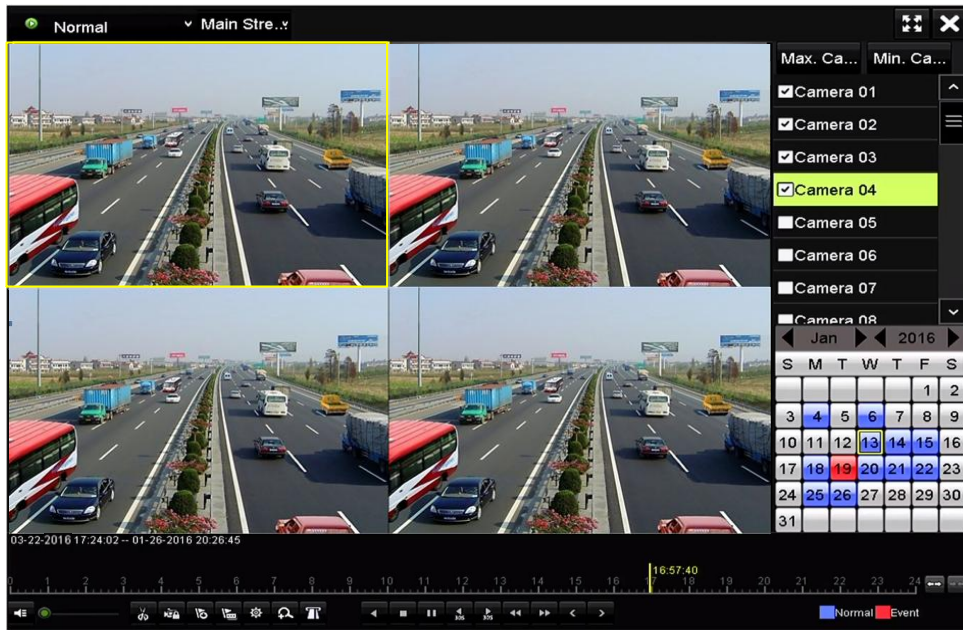 Normal Main Stre..
Max. Ca... Min. Ca...
Camera 01
Camera 02
Camera 03
Camera 04
Camera 05
Camera 06
Camera 07
Camera 08
Jan 2016
S M T W T F S
1 2
3 4 5 6 7 8 9
10 11 12 13 14 15 16
17 18 19 20 21 22 23
24 25 26 27 28 29 30
31
03-22-2016 17:24:02 -- 01-26-2016 20:26:45
16:57:40
0 1 2 3 4 5 6 7 8 9 10 11 12 13 14 15 16 17 18 19 20 21 22 23 24
30S 30S
Normal Event